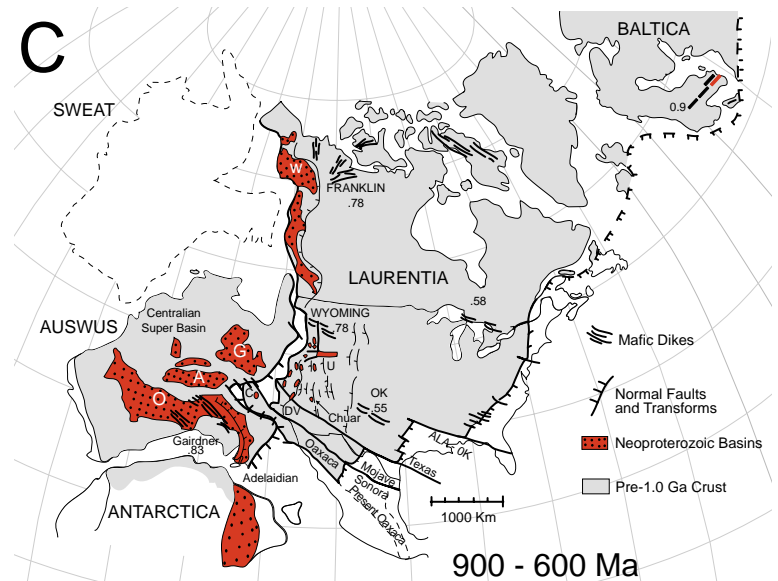 C
BALTICA
0.9
SWEAT
W
FRANKLIN
.78
LAURENTIA
.58
Centralian
Super Basin
AUSWUS
WYOMING
.78
G
A
O
C
U
DV
Chuar
OK
.55
Gairdner
.83
Adelaidian
ALA - OK
Texas
Oaxaca
Mojave
Sonora
Present Oaxaca
ANTARCTICA
1000 Km
Mafic Dikes
Normal Faults
and Transforms
Neoproterozoic Basins
Pre-1.0 Ga Crust
900 - 600 Ma